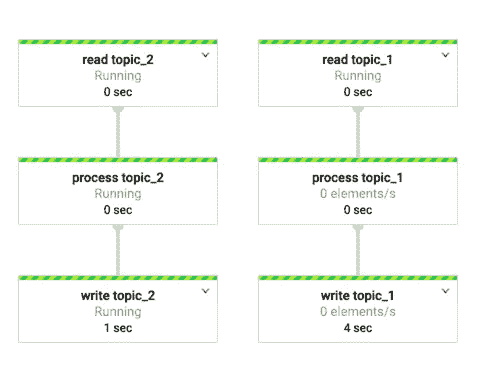 read topic_2
Running
0 sec
read topic_1
Running
0 sec
process topic_2
Running
0 sec
process topic_1
0 elements/s
0 sec
write topic_2
Running
1 sec
write topic_1
0 elements/s
4 sec